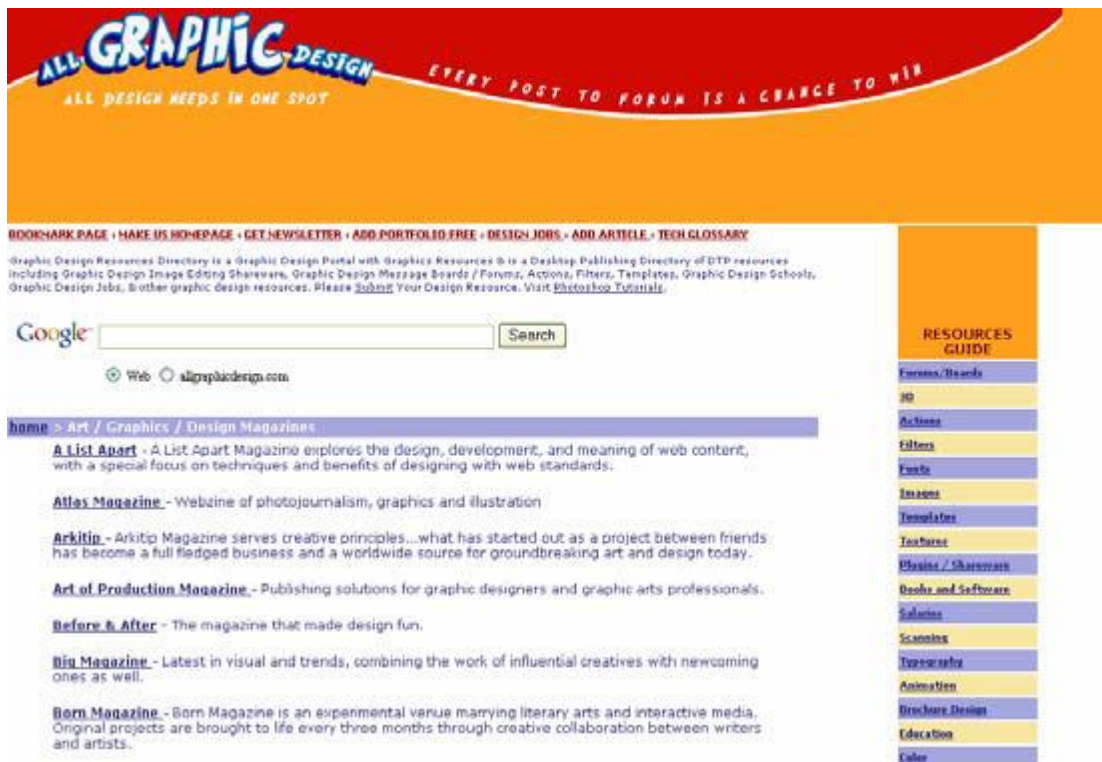 ALL GRAPHIC DESIGN
ALL DESIGN NEEDS IN ONE SPOT
EVERY POST TO FORUM IS A CHANCE TO WIN
BOOKMARK PAGE - MAKE US HOMEPAGE - GET NEWSLETTER - ADD PORTFOLIO FREE - DESIGN JOBS - ADD ARTICLE - TECH GLOSSARY
Graphic Design Resources Directory is a Graphic Design Portal with Graphics Resources & is a Desktop Publishing Directory of DTP resources
including Graphic Design Image Editing Shareware, Graphic Design Message Boards / Forums, Actions, Filters, Templates, Graphic Design Schools,
Graphic Design Jobs, & other graphic design resources. Please Submit Your Design Resource. Visit Photoshop Tutorials.
Google Search
Web allgraphicdesign.com
home > Art / Graphics / Design Magazines
A List Apart - A List Apart Magazine explores the design, development, and meaning of web content,
with a special focus on techniques and benefits of designing with web standards.
Atlas Magazine - Webzine of photojournalism, graphics and illustration
Arkitip - Arkitip Magazine serves creative principles...what has started out as a project between friends
has become a full fledged business and a worldwide source for groundbreaking art and design today.
Art of Production Magazine - Publishing solutions for graphic designers and graphic arts professionals.
Before & After - The magazine that made design fun.
Big Magazine - Latest in visual and trends, combining the work of influential creatives with newcoming
ones as well.
Born Magazine - Born Magazine is an experimental venue marrying literary arts and interactive media.
Original projects are brought to life every three months through creative collaboration between writers
and artists.
RESOURCES
GUIDE
Forums/Boards
3D
Actions
Filters
Fonts
Images
Templates
Textures
Plugins / Shareware
Books and Software
Salaries
Scanning
Typography
Animation
Brochure Design
Education
Color